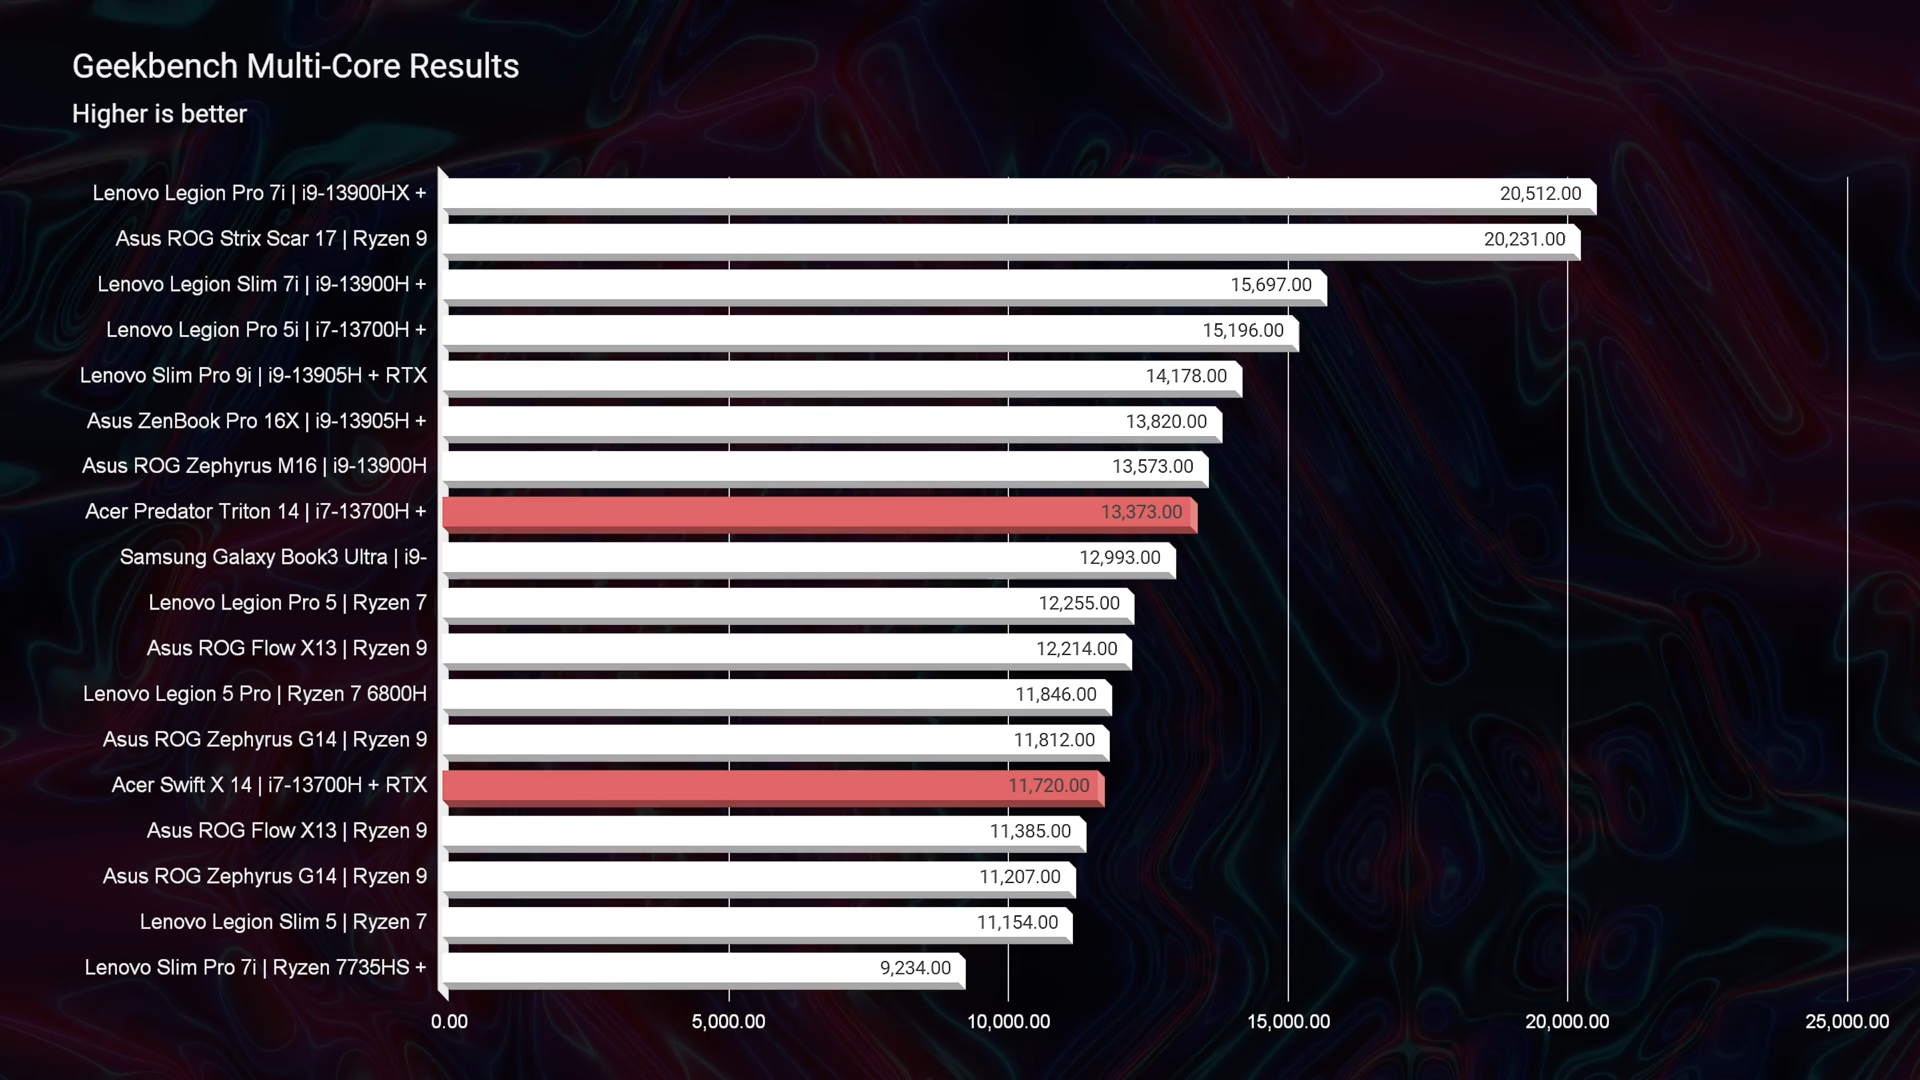 Geekbench Multi-Core Results
Higher is better
Lenovo Legion Pro 7i | i9-13900HX + 20,512.00
Asus ROG Strix Scar 17 | Ryzen 9 20,231.00
Lenovo Legion Slim 7i | i9-13900H + 15,697.00
Lenovo Legion Pro 5i | i7-13700H + 15,196.00
Lenovo Slim Pro 9i | i9-13905H + RTX 14,178.00
Asus ZenBook Pro 16X | i9-13905H + 13,820.00
Asus ROG Zephyrus M16 | i9-13900H 13,573.00
Acer Predator Triton 14 | i7-13700H + 13,373.00
Samsung Galaxy Book3 Ultra | i9- 12,993.00
Lenovo Legion Pro 5 | Ryzen 7 12,255.00
Asus ROG Flow X13 | Ryzen 9 12,214.00
Lenovo Legion 5 Pro | Ryzen 7 6800H 11,846.00
Asus ROG Zephyrus G14 | Ryzen 9 11,812.00
Acer Swift X 14 | i7-13700H + RTX 11,720.00
Asus ROG Flow X13 | Ryzen 9 11,385.00
Asus ROG Zephyrus G14 | Ryzen 9 11,207.00
Lenovo Legion Slim 5 | Ryzen 7 11,154.00
Lenovo Slim Pro 7i | Ryzen 7735HS + 9,234.00
0.00 5,000.00 10,000.00 15,000.00 20,000.00 25,000.00